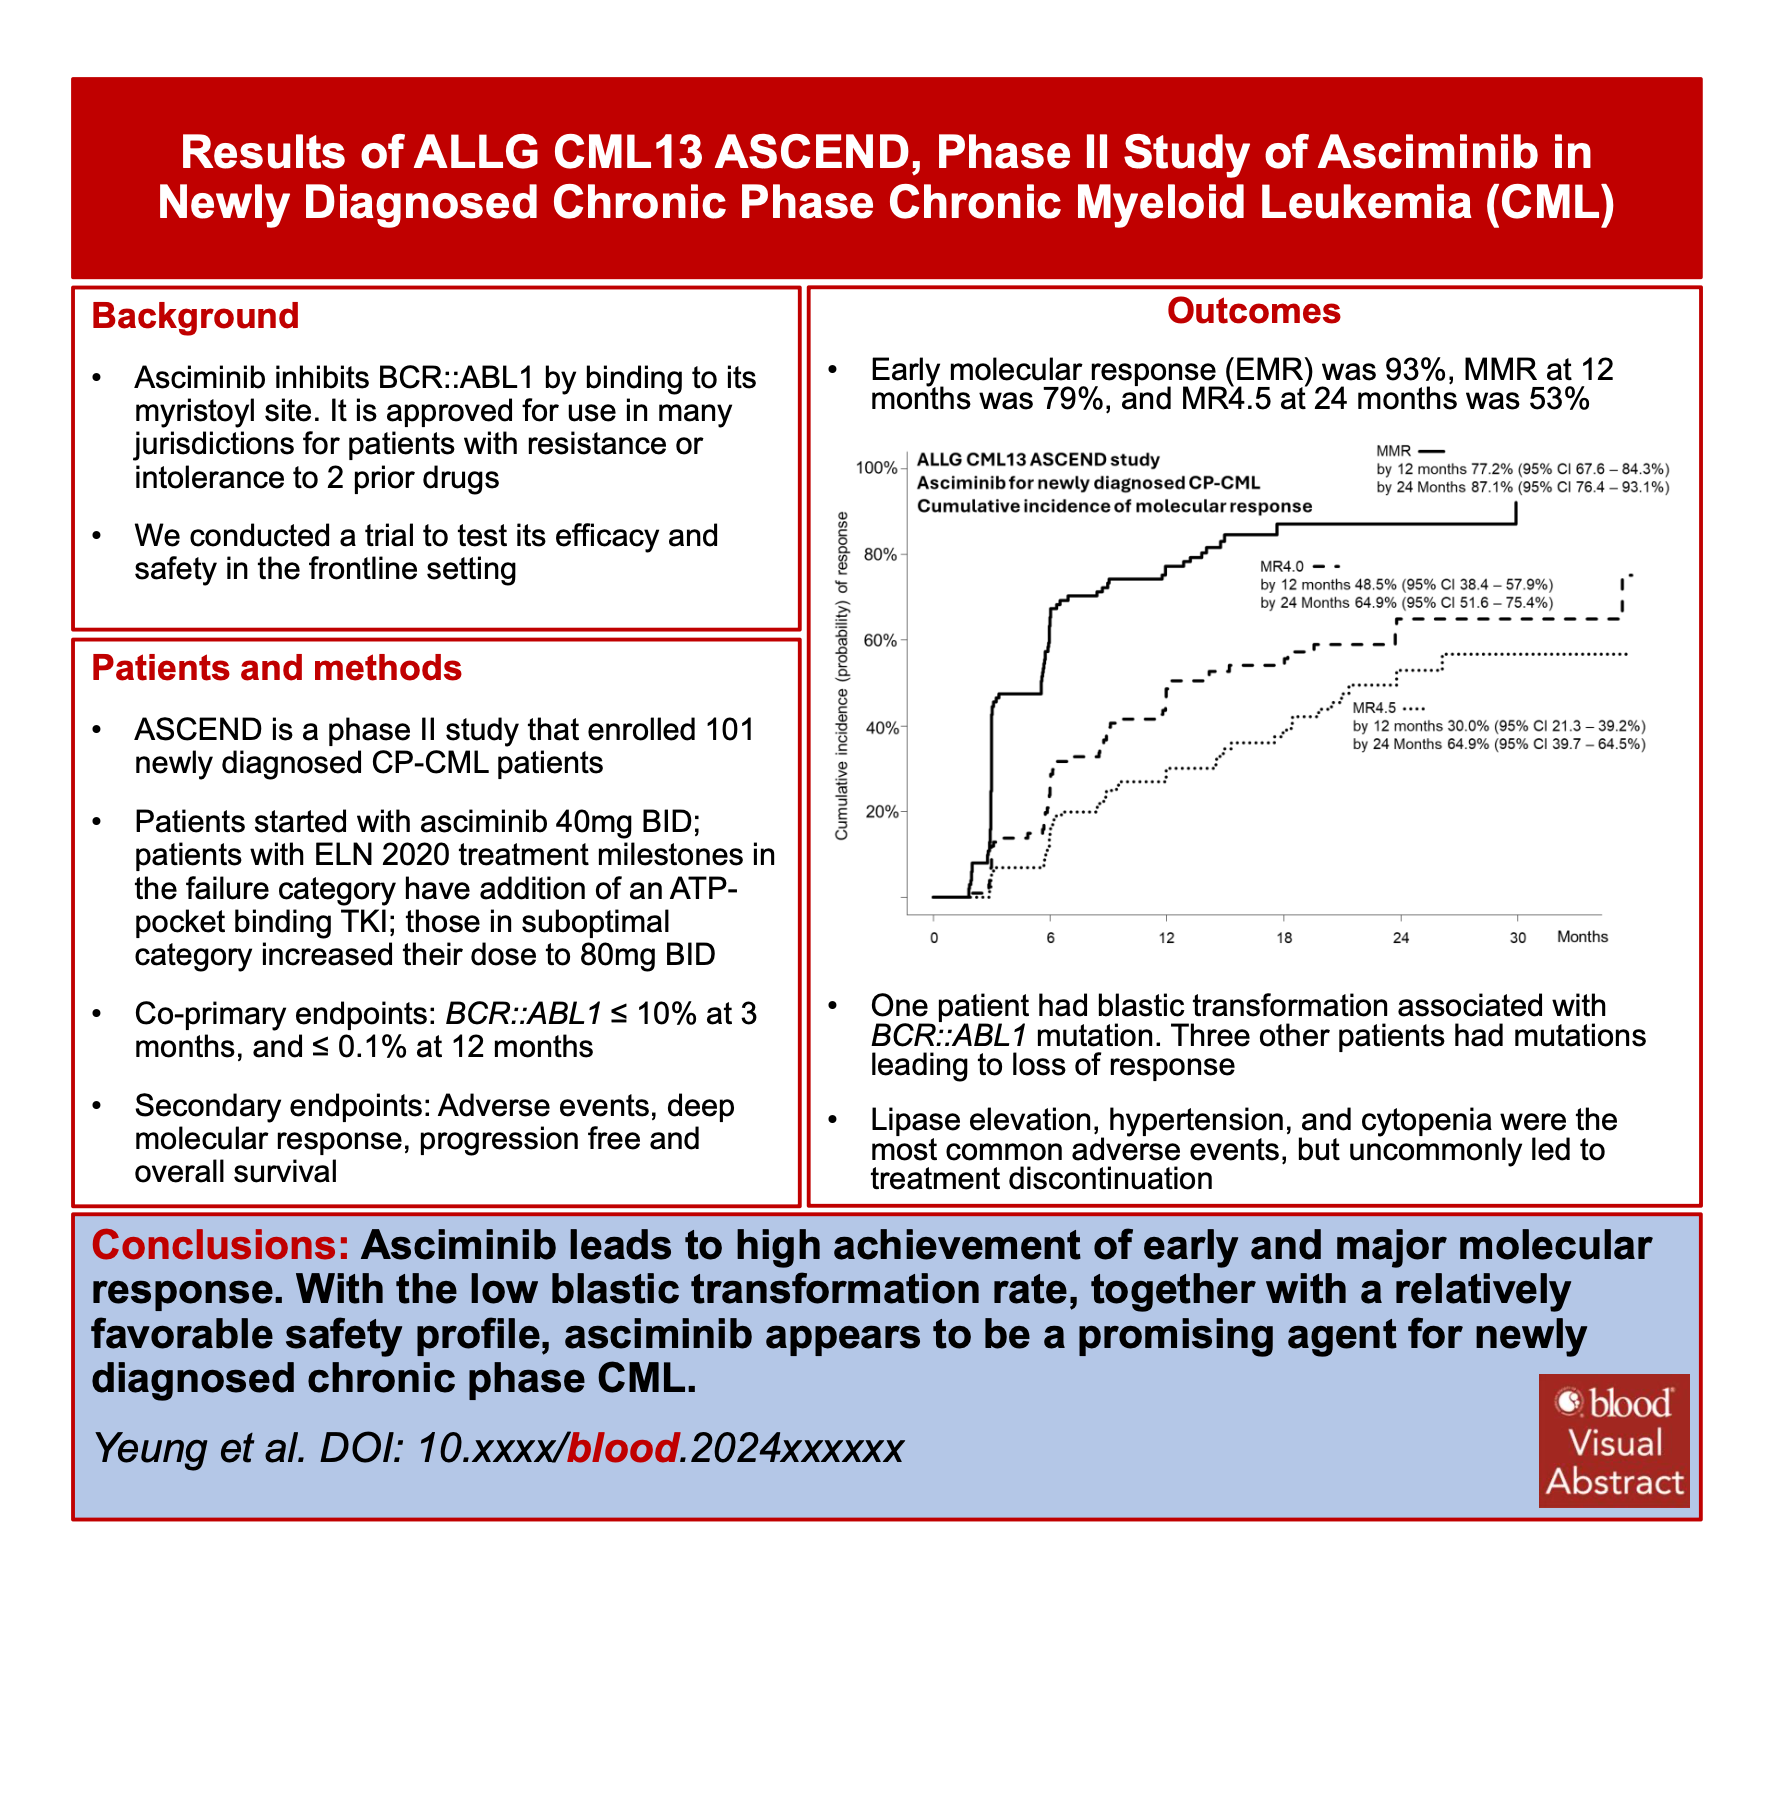 Results of ALLG CML13 ASCEND, Phase II Study of Asciminib in
Newly Diagnosed Chronic Phase Chronic Myeloid Leukemia (CML)
Background
• Asciminib inhibits BCR::ABL1 by binding to its
myristoyl site. It is approved for use in many
jurisdictions for patients with resistance or
intolerance to 2 prior drugs
• We conducted a trial to test its efficacy and
safety in the frontline setting
Patients and methods
• ASCEND is a phase II study that enrolled 101
newly diagnosed CP-CML patients
• Patients started with asciminib 40mg BID;
patients with ELN 2020 treatment milestones in
the failure category have addition of an ATP-
pocket binding TKI; those in suboptimal
category increased their dose to 80mg BID
• Co-primary endpoints: BCR::ABL1 ≤ 10% at 3
months, and ≤ 0.1% at 12 months
• Secondary endpoints: Adverse events, deep
molecular response, progression free and
overall survival
Outcomes
• Early molecular response (EMR) was 93%, MMR at 12
months was 79%, and MR4.5 at 24 months was 53%
ALLG CML13 ASCEND study
Asciminib for newly diagnosed CP-CML
Cumulative incidence of molecular response
MMR
by 12 months 77.2% (95% CI 67.6 – 84.3%)
by 24 Months 87.1% (95% CI 76.4 – 93.1%)
MR4.0
by 12 months 48.5% (95% CI 38.4 – 57.9%)
by 24 Months 64.9% (95% CI 51.6 – 75.4%)
MR4.5
by 12 months 30.0% (95% CI 21.3 – 39.2%)
by 24 Months 64.9% (95% CI 39.7 – 64.5%)
Cumulative incidence (probability) of response
100%
80%
60%
40%
20%
0 6 12 18 24 30 Months
• One patient had blastic transformation associated with
BCR::ABL1 mutation. Three other patients had mutations
leading to loss of response
• Lipase elevation, hypertension, and cytopenia were the
most common adverse events, but uncommonly led to
treatment discontinuation
Conclusions: Asciminib leads to high achievement of early and major molecular
response. With the low blastic transformation rate, together with a relatively
favorable safety profile, asciminib appears to be a promising agent for newly
diagnosed chronic phase CML.
Yeung et al. DOI: 10.xxxx/blood.2024xxxxxx
blood®
Visual
Abstract